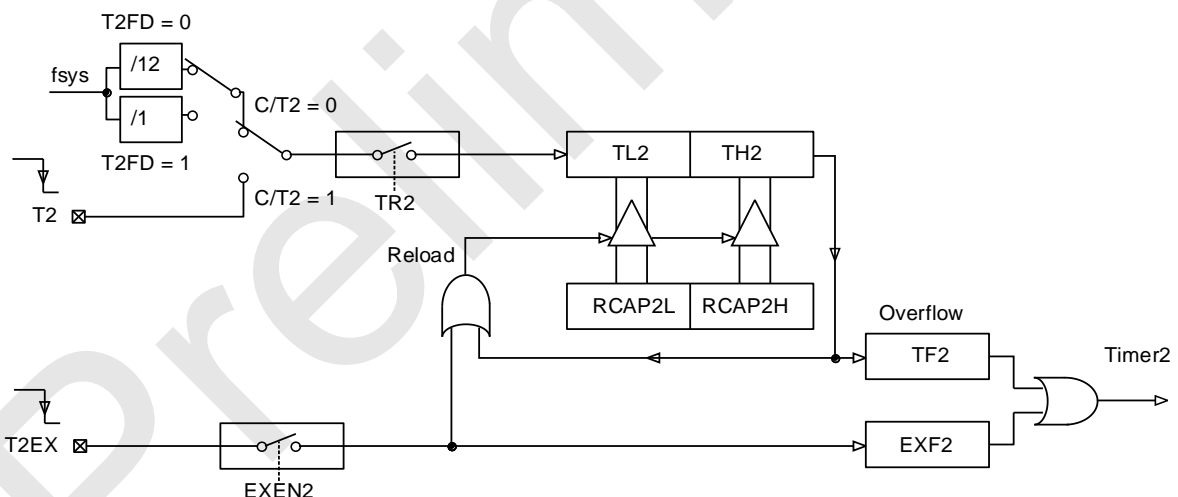 T2FD = 0
/12
fsys
/1
T2FD = 1
C/T2 = 0
T2
C/T2 = 1
TR2
TL2
TH2
Reload
RCAP2L
RCAP2H
Overflow
TF2
Timer2
T2EX
EXEN2
EXF2
Prelim